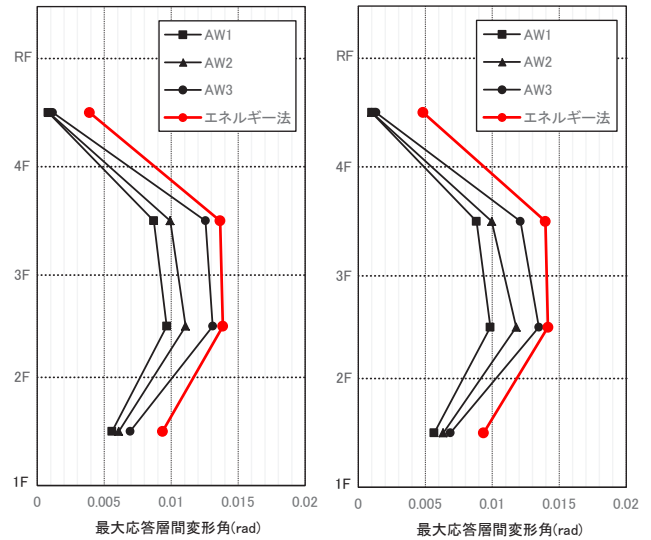 RF
4F
3F
2F
1F
AW1
AW2
AW3
エネルギー法
0
0.005
0.01
0.015
0.02
最大応答層間変形角(rad)
RF
4F
3F
2F
1F
AW1
AW2
AW3
エネルギー法
0
0.005
0.01
0.015
0.02
最大応答層間変形角(rad)